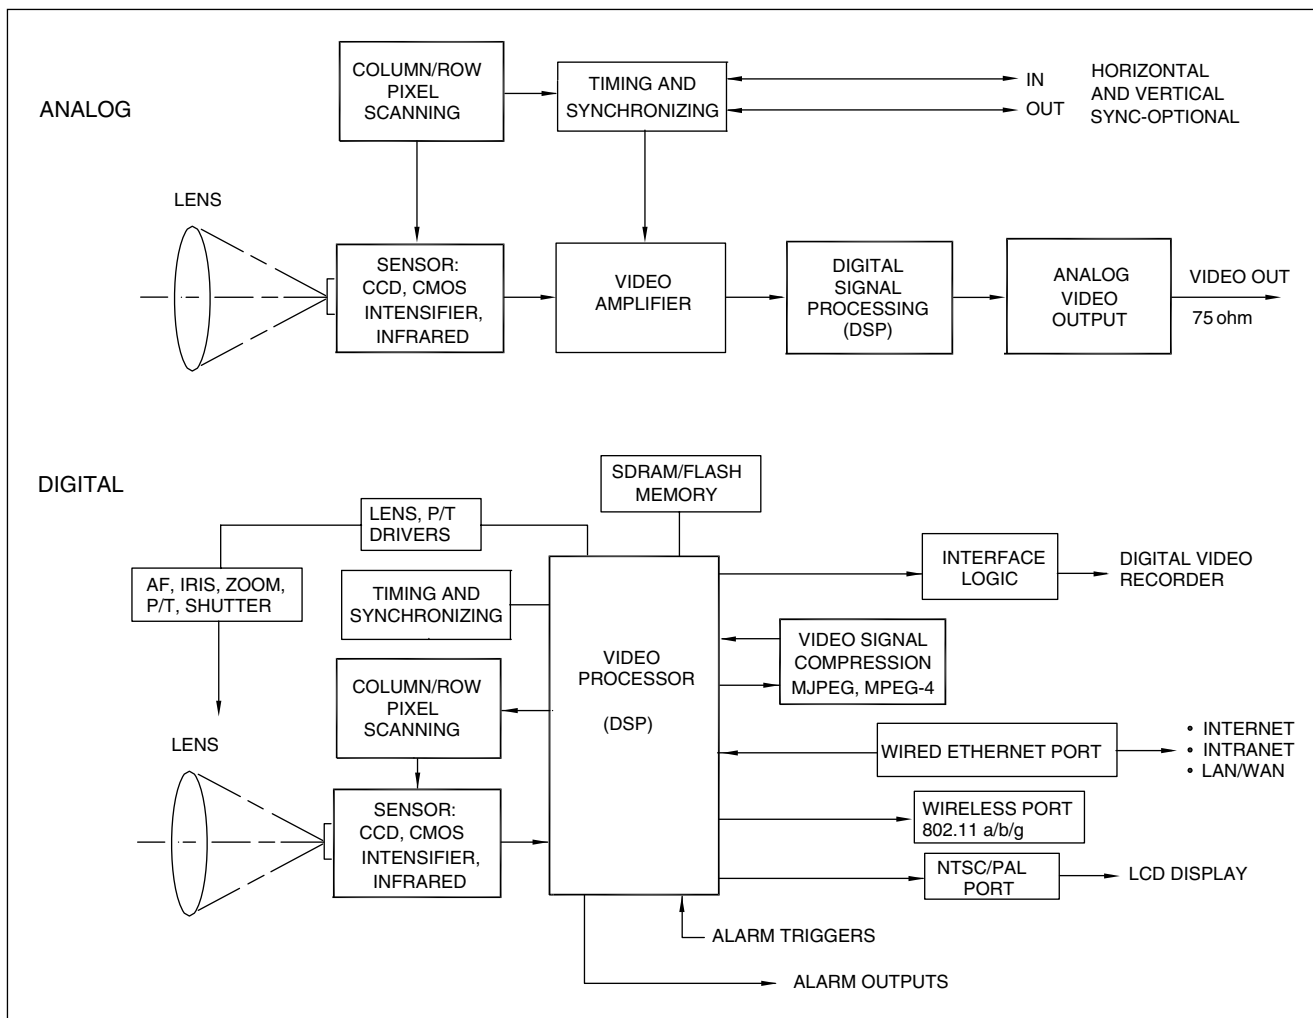 ANALOG
COLUMN/ROW
PIXEL
SCANNING
TIMING AND
SYNCHRONIZING
IN
OUT
HORIZONTAL
AND VERTICAL
SYNC-OPTIONAL
LENS
SENSOR:
CCD, CMOS
INTENSIFIER,
INFRARED
VIDEO
AMPLIFIER
DIGITAL
SIGNAL
PROCESSING
(DSP)
ANALOG
VIDEO
OUTPUT
VIDEO OUT
75 ohm
DIGITAL
SDRAM/FLASH
MEMORY
LENS, P/T
DRIVERS
AF, IRIS, ZOOM,
P/T, SHUTTER
TIMING AND
SYNCHRONIZING
COLUMN/ROW
PIXEL
SCANNING
LENS
SENSOR:
CCD, CMOS
INTENSIFIER,
INFRARED
VIDEO
PROCESSOR
(DSP)
INTERFACE
LOGIC
DIGITAL VIDEO
RECORDER
VIDEO SIGNAL
COMPRESSION
MJPEG, MPEG-4
WIRED ETHERNET PORT
• INTERNET
• INTRANET
• LAN/WAN
WIRELESS PORT
802.11 a/b/g
NTSC/PAL
PORT
LCD DISPLAY
ALARM TRIGGERS
ALARM OUTPUTS